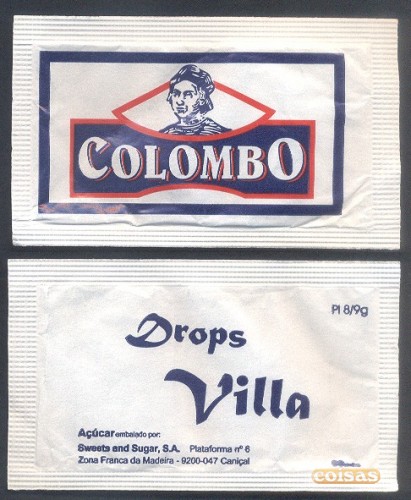 COLOMBO
Pl 8/9g
Drops
Villa
Açúcar embalado por:
Sweets and Sugar, S.A. Plataforma nº 6
Zona Franca da Madeira - 9200-047 Caniçal
coisas